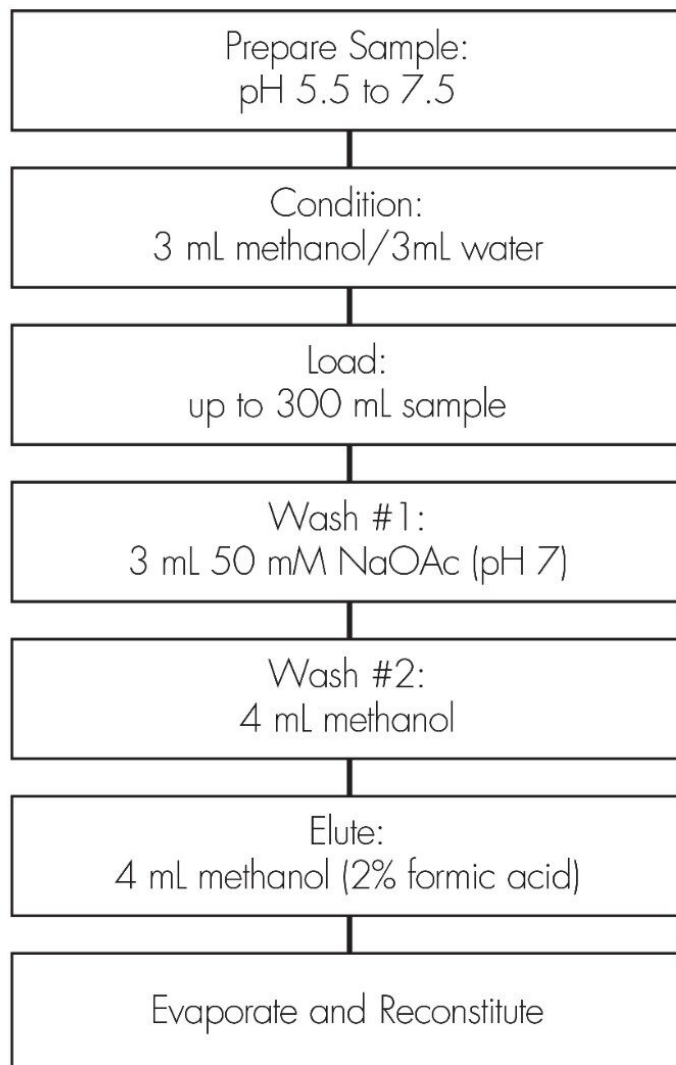 Prepare Sample:
pH 5.5 to 7.5
Condition:
3 mL methanol/3mL water
Load:
up to 300 mL sample
Wash #1:
3 mL 50 mM NaOAc (pH 7)
Wash #2:
4 mL methanol
Elute:
4 mL methanol (2% formic acid)
Evaporate and Reconstitute